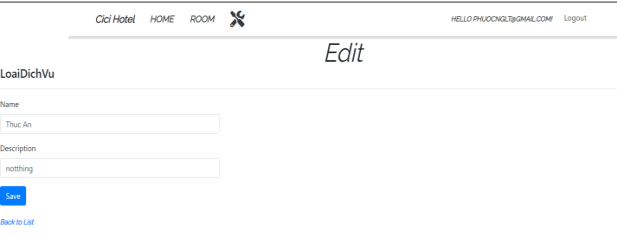 Cici Hotel HOME ROOM HELLO PHUOCNGLT@GMAIL.COM! Logout
Edit
LoaiDichVu
Name
Thuc An
Description
notthing
Save
Back to List